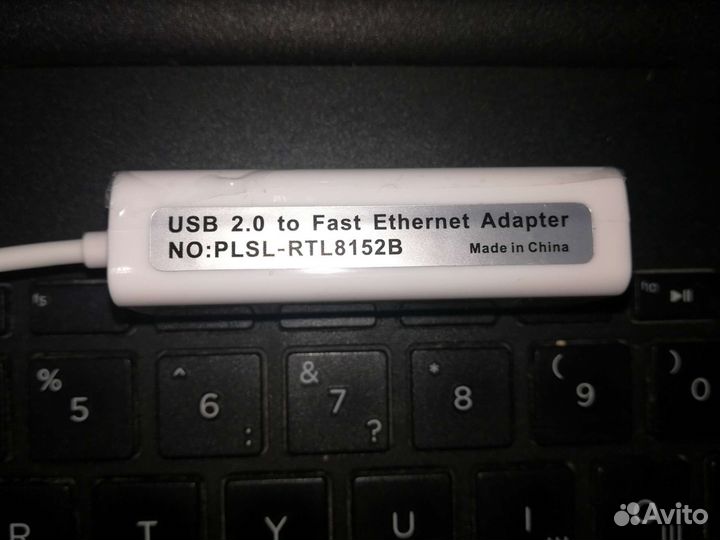 USB 2.0 to Fast Ethernet Adapter
NO:PLSL-RTL8152B Made in China
f5 f10
% 5 ^ 6 : & 7 ? * 8 ( 9 ) 0
R T Y U I
Avito